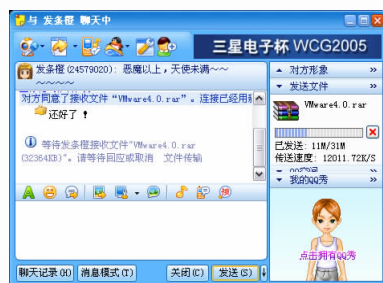 与 发条橙 聊天中
三星电子杯 WCG2005
发条橙(24579020): 恶魔以上，天使未满～～
～～～～～
对方同意了接收文件“VMware4.0.rar”。连接已经用
还好了！
等待发条橙接收文件"VMware4.0.rar
(32364KB)"。请等待回应或取消 文件传输
对方形象
发送文件
VMware4.0.rar
已发送: 11M/31M
传送速度: 12011.72K/S
我的QQ秀
点击拥有QQ秀
聊天记录(H)
消息模式(T)
关闭(C)
发送(S)